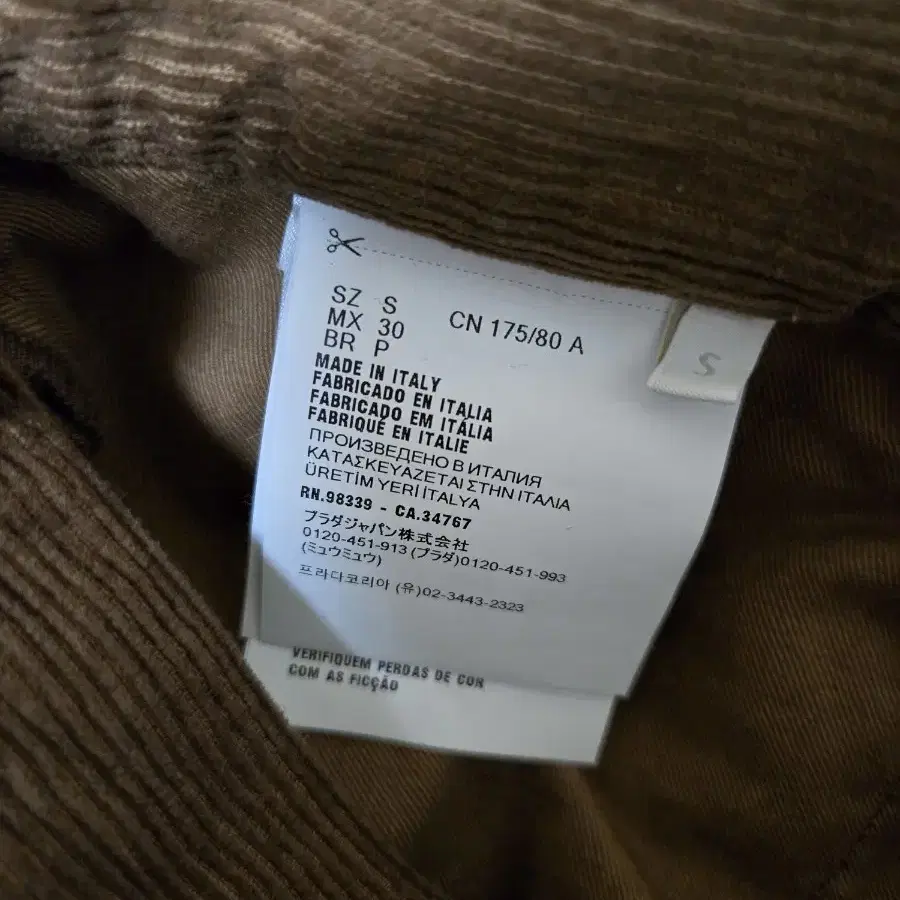 SZ S CN 175/80 A
MX 30
BR P
MADE IN ITALY
FABRICADO EN ITALIA
FABRICADO EM ITÁLIA
FABRIQUÉ EN ITALIE
ПРОИЗВЕДЕНО В ИТАЛИЯ
ΚΑΤΑΣΚΕΥΑΖΕΤΑΙ ΣΤΗΝ ΙΤΑΛΙΑ
ÜRETİM YERİ İTALYA
RN.98339 - CA.34767
プラダジャパン株式会社
0120-451-913 (プラダ)0120-451-993
(ミュウミュウ)
프라다코리아 (유)02-3443-2323
S
VERIFIQUEM PERDAS DE COR
COM AS FICÇÃO